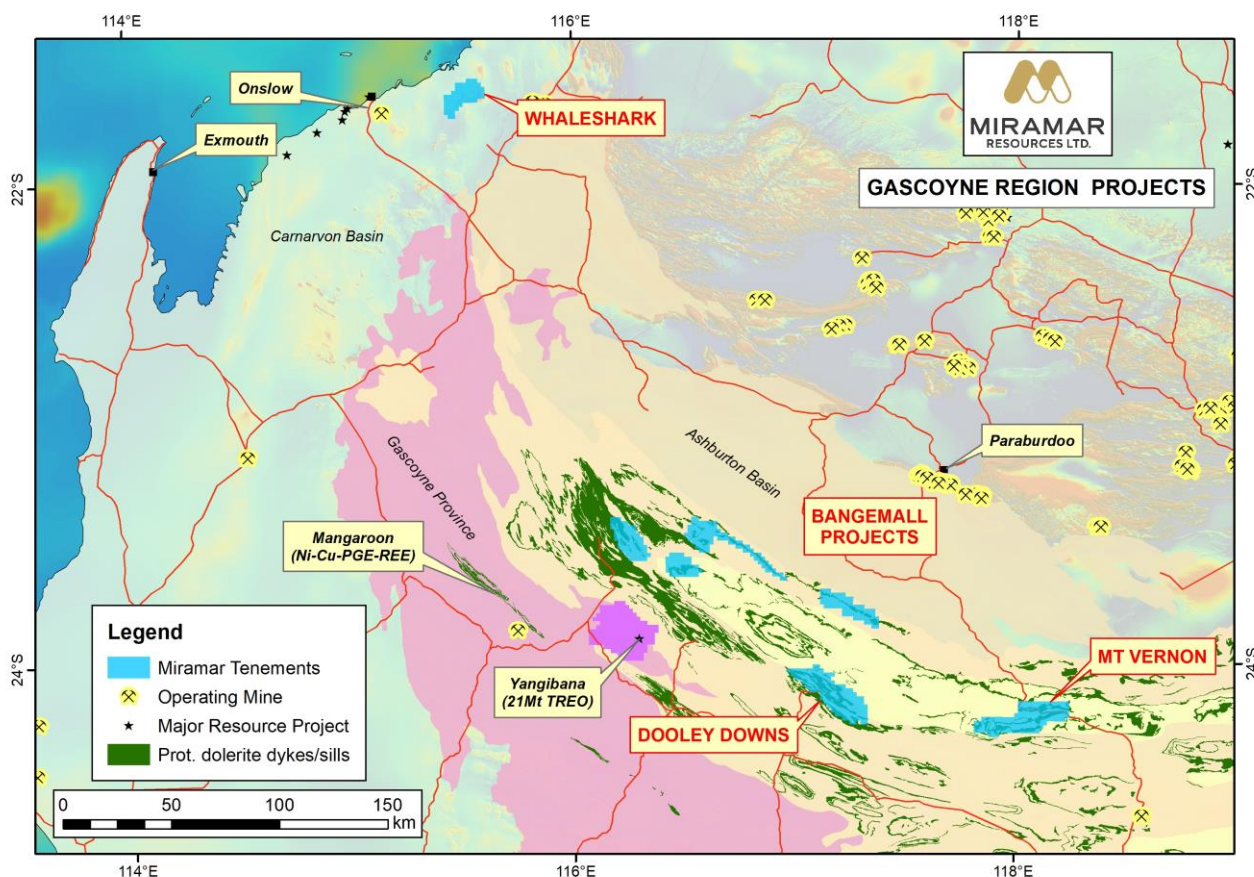 114°E
116°E
118°E
Onslow
WHALESHARK
MIRAMAR
RESOURCES LTD.
Exmouth
22°S
22°S
GASCOYNE REGION PROJECTS
Carnarvon Basin
Gascoyne Province
Ashburton Basin
Paraburdoo
BANGEMALL
PROJECTS
Mangaroon
(Ni-Cu-PGE-REE)
Legend
Miramar Tenements
Operating Mine
Major Resource Project
Prot. dolerite dykes/sills
0 50 100 150
km
24°S
24°S
Yangibana
(21Mt TREO)
MT VERNON
DOOLEY DOWNS
114°E
116°E
118°E